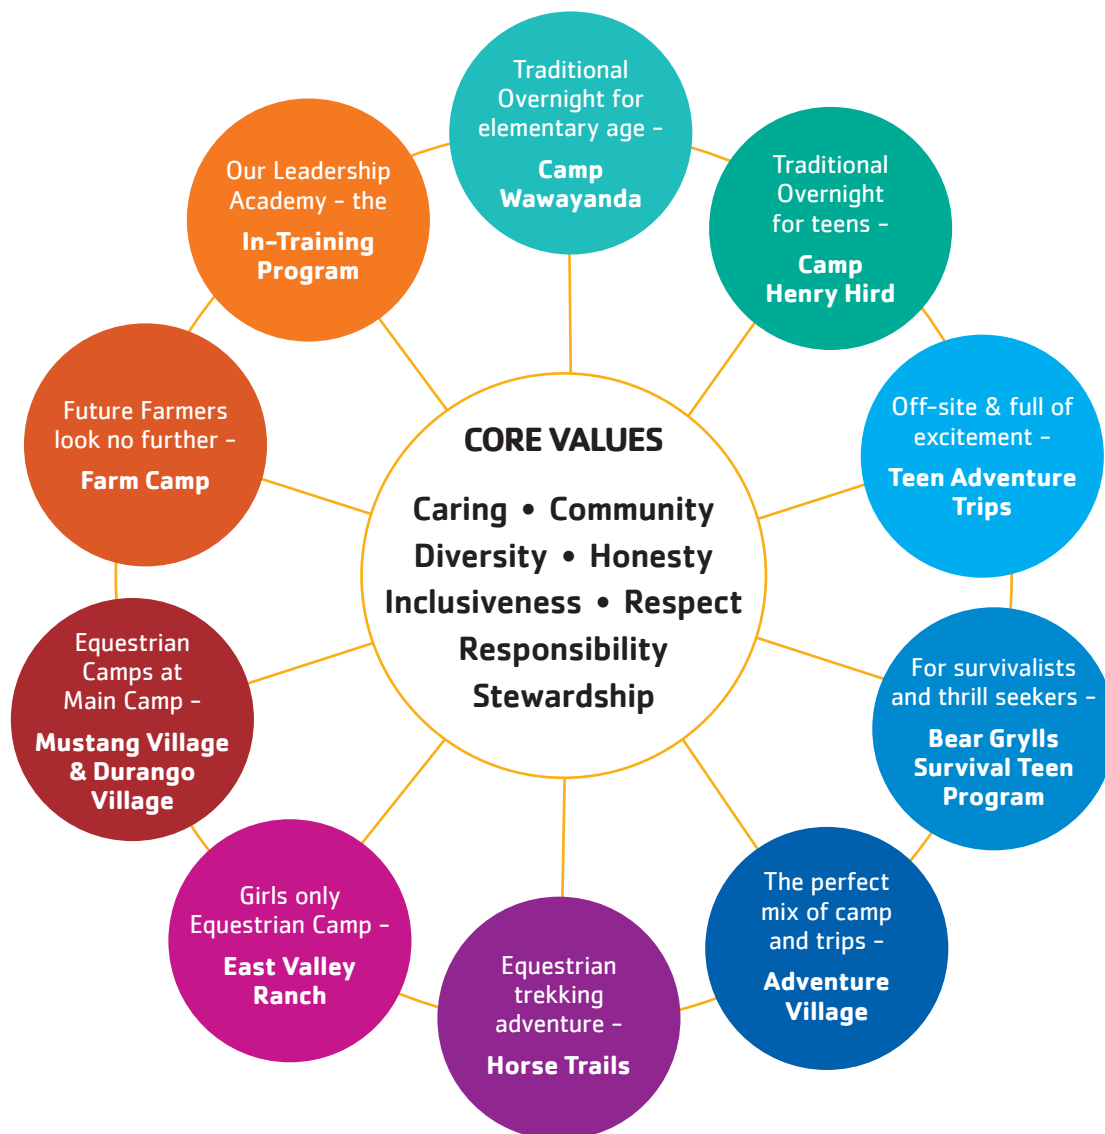 Traditional
Overnight for
elementary age –
Camp
Wawayanda
Traditional
Overnight
for teens –
Camp
Henry Hird
Off-site & full of
excitement –
Teen Adventure
Trips
For survivalists
and thrill seekers –
Bear Grylls
Survival Teen
Program
The perfect
mix of camp
and trips –
Adventure
Village
Equestrian
trekking
adventure –
Horse Trails
Girls only
Equestrian Camp –
East Valley
Ranch
Equestrian
Camps at
Main Camp –
Mustang Village
& Durango
Village
Future Farmers
look no further –
Farm Camp
Our Leadership
Academy – the
In-Training
Program
CORE VALUES
Caring • Community
Diversity • Honesty
Inclusiveness • Respect
Responsibility
Stewardship